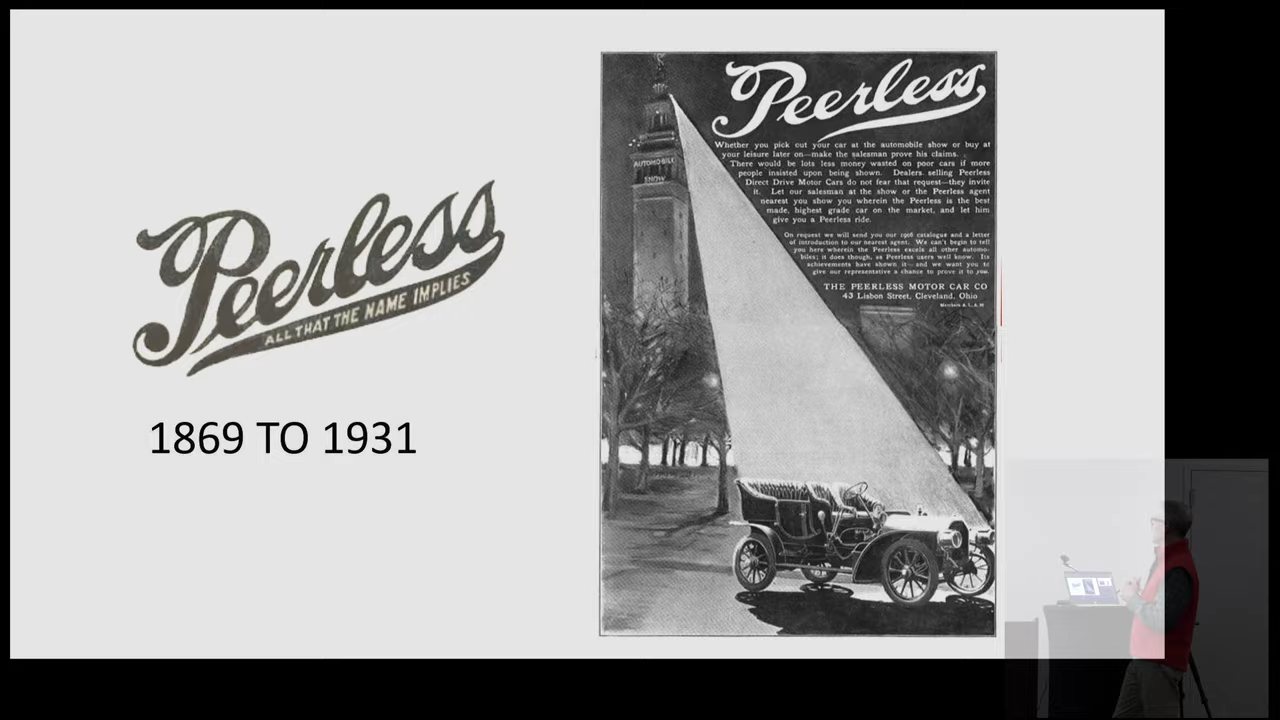 Peerless
ALL THAT THE NAME IMPLIES
1869 TO 1931
Peerless
AUTOMOBILE
SHOW
Whether you pick out your car at the automobile show or buy at
your leisure later on—make the salesman prove his claims.
There would be lots less money wasted on poor cars if more
people insisted upon being shown. Dealers selling Peerless
Direct Drive Motor Cars do not fear that request—they invite
it. Let our salesman at the show or the Peerless agent
nearest you show you wherein the Peerless is the best
made, highest grade car on the market, and let him
give you a Peerless ride.
On request we will send you our 1906 catalogue and a letter
of introduction to our nearest agent. We can't begin to tell
you here wherein the Peerless excels all other automo-
biles; it does though, as Peerless users well know. Its
achievements have shown it—and we want you to
give our representative a chance to prove it to you.
THE PEERLESS MOTOR CAR CO
43 Lisbon Street, Cleveland, Ohio
Members A.L.A.M